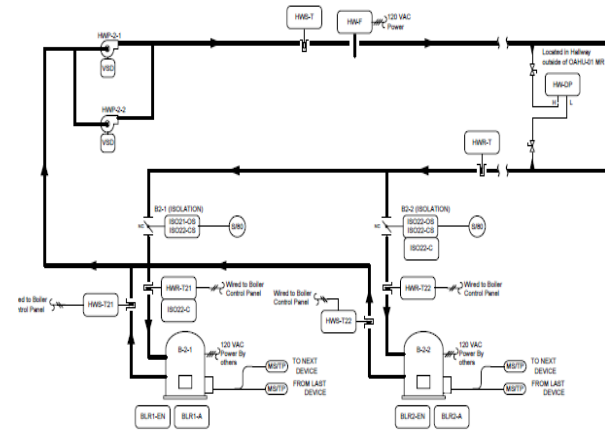 HWP-2-1
VSD
HWP-2-2
VSD
HWS-T
HW-F
120 VAC
Power
Located in Hallway
outside of OAHU-01 MR
HW-DP
H
L
HWR-T
B2-1 (ISOLATION)
N.C.
ISO21-OS
ISO22-CS
S/80
B2-2 (ISOLATION)
N.C.
ISO22-OS
ISO22-CS
S/80
ISO22-C
ed to Boiler
trol Panel
HWS-T21
HWR-T21
Wired to Boiler
Control Panel
ISO22-C
Wired to Boiler
Control Panel
HWS-T22
HWR-T22
Wired to Boiler
Control Panel
B-2-1
120 VAC
Power By
others
MS/TP
TO NEXT
DEVICE
MS/TP
FROM LAST
DEVICE
BLR1-EN
BLR1-A
B-2-2
120 VAC
Power By
others
MS/TP
TO NEXT
DEVICE
MS/TP
FROM LAST
DEVICE
BLR2-EN
BLR2-A